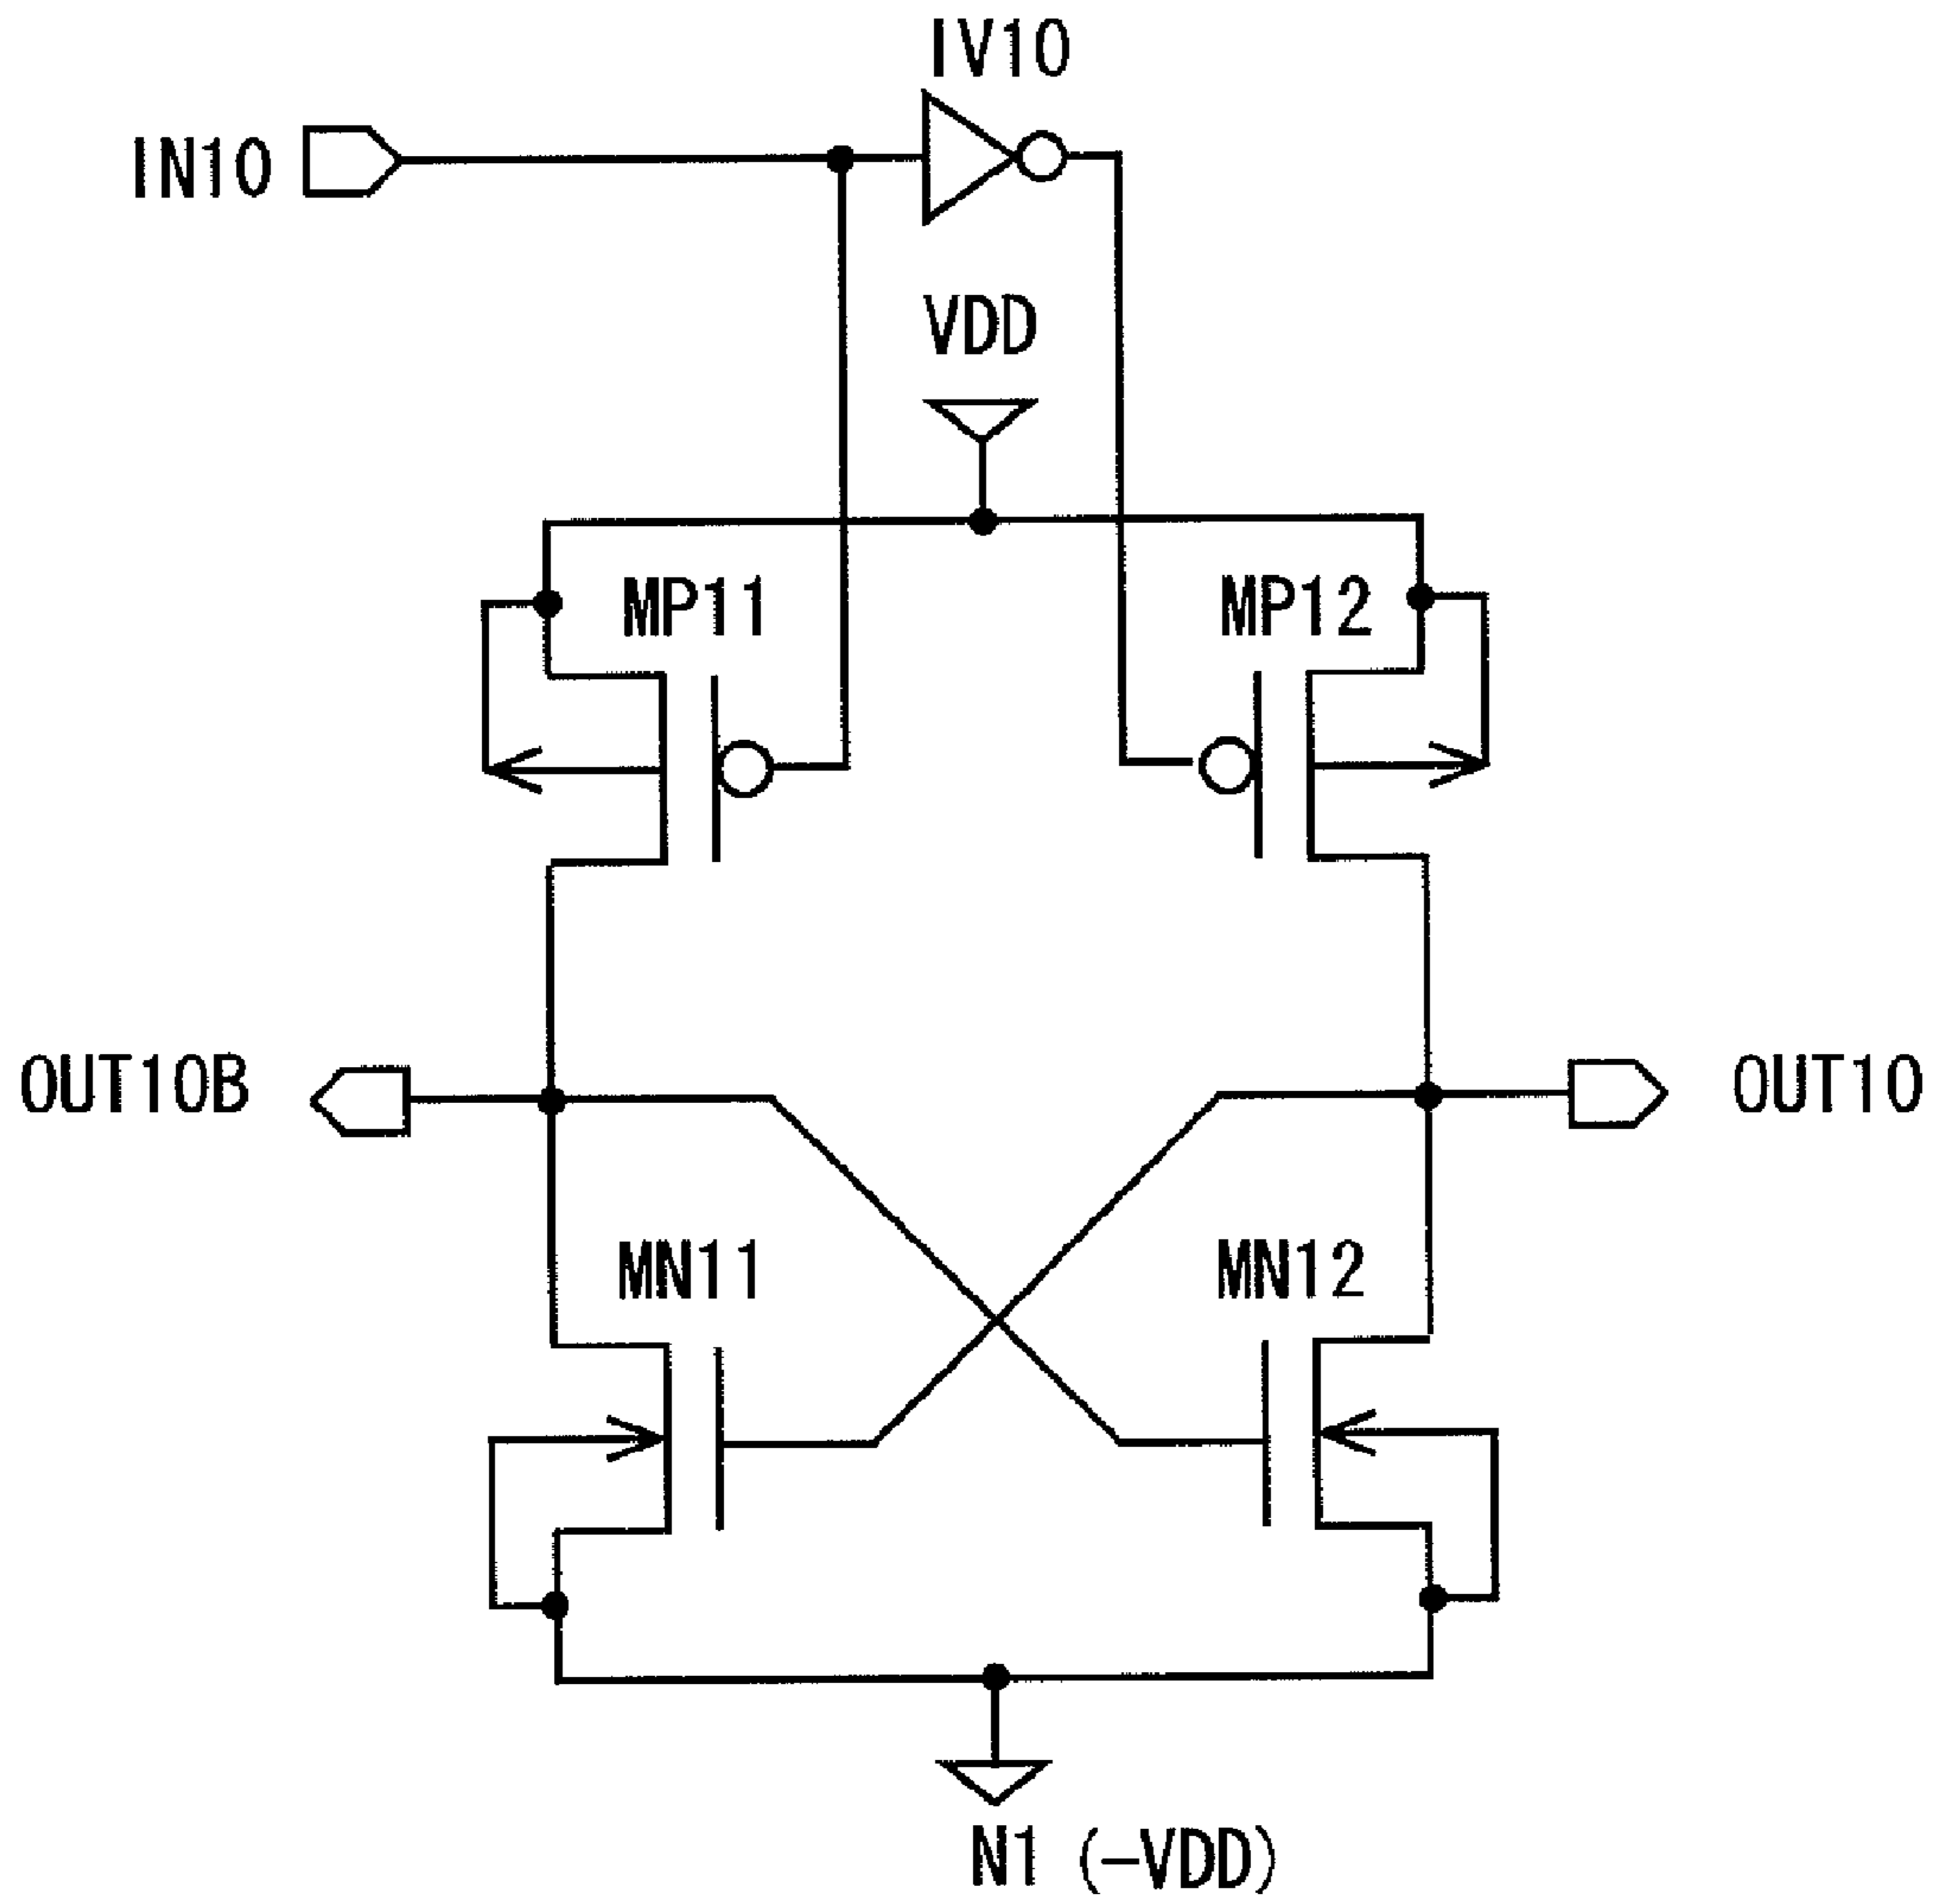 IV10
IN10
VDD
MP11
MP12
OUT10B
OUT10
MN11
MN12
N1 (-VDD)